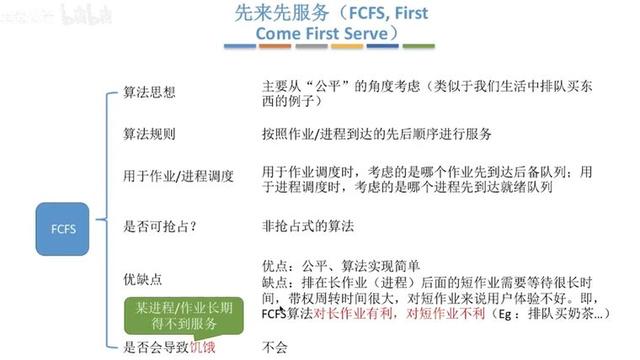 先来先服务（FCFS, First
Come First Serve）
算法思想
主要从“公平”的角度考虑（类似于我们生活中排队买东
西的例子）
算法规则
按照作业/进程到达的先后顺序进行服务
用于作业/进程调度
用于作业调度时，考虑的是哪个作业先到达后备队列；用
于进程调度时，考虑的是哪个进程先到达就绪队列
FCFS
是否可抢占？
非抢占式的算法
优缺点
优点：公平、算法实现简单
缺点：排在长作业（进程）后面的短作业需要等待很长时
间，带权周转时间很大，对短作业来说用户体验不好。即，
FCFS算法对长作业有利，对短作业不利（Eg：排队买奶茶...）
某进程/作业长期
得不到服务
是否会导致饥饿
不会